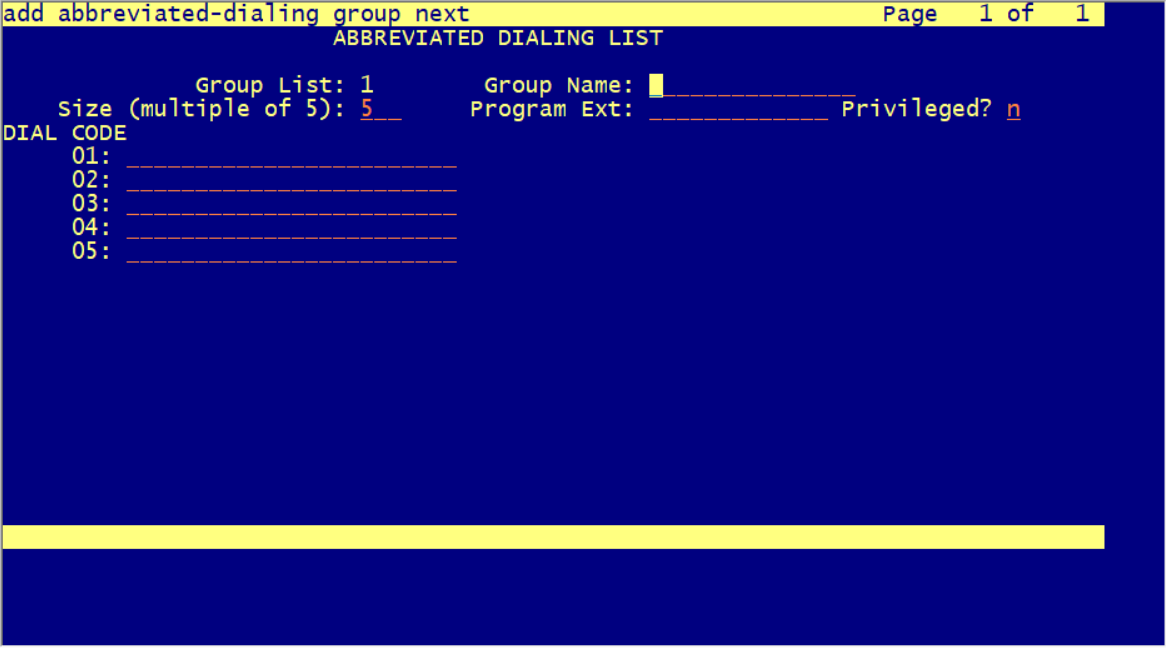 add abbreviated-dialing group next Page 1 of 1
ABBREVIATED DIALING LIST
Group List: 1 Group Name: _______________
Size (multiple of 5): 5__ Program Ext: _____________ Privileged? n
DIAL CODE
01: ________________________
02: ________________________
03: ________________________
04: ________________________
05: ________________________